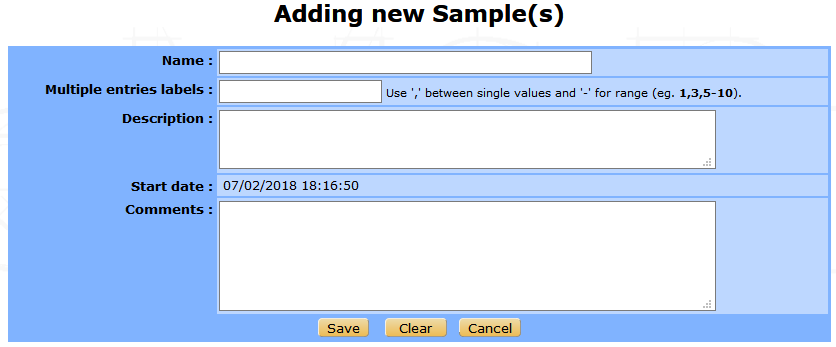 Adding new Sample(s)
Name :
Multiple entries labels : Use ',' between single values and '-' for range (eg. 1,3,5-10).
Description :
Start date : 07/02/2018 18:16:50
Comments :
Save Clear Cancel